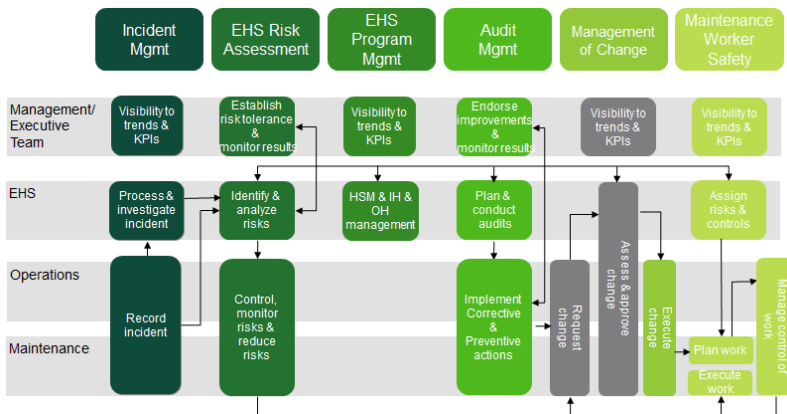 Incident
Mgmt
EHS Risk
Assessment
EHS
Program
Mgmt
Audit
Mgmt
Management
of Change
Maintenance
Worker
Safety
Management/
Executive
Team
Visibility to
trends &
KPIs
Establish
risk tolerance
&
monitor results
Visibility to
trends &
KPIs
Endorse
improvements
&
monitor results
Visibility to
trends &
KPIs
Visibility to
trends &
KPIs
EHS
Process &
investigate
incident
Identify &
analyze
risks
HSM & IH &
OH
management
Plan &
conduct
audits
Assign
risks &
controls
Operations
Maintenance
Record
incident
Control,
monitor
risks &
reduce
risks
Implement
Corrective
&
Preventive
actions
Request
change
Assess & approve
change
Execute
change
Plan work
Execute
work
Manage control of
work